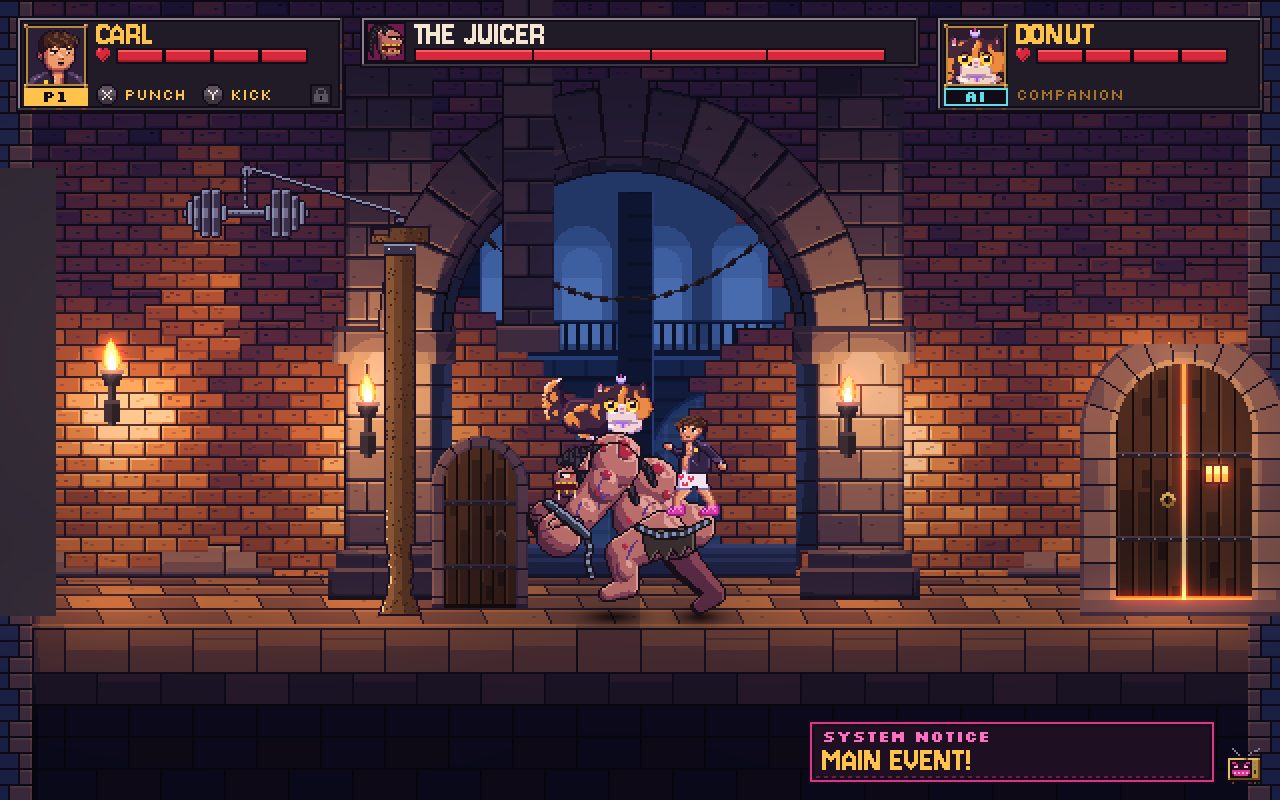 CARL
P1
X PUNCH Y KICK
THE JUICER
DONUT
AI
COMPANION
SYSTEM NOTICE
MAIN EVENT!